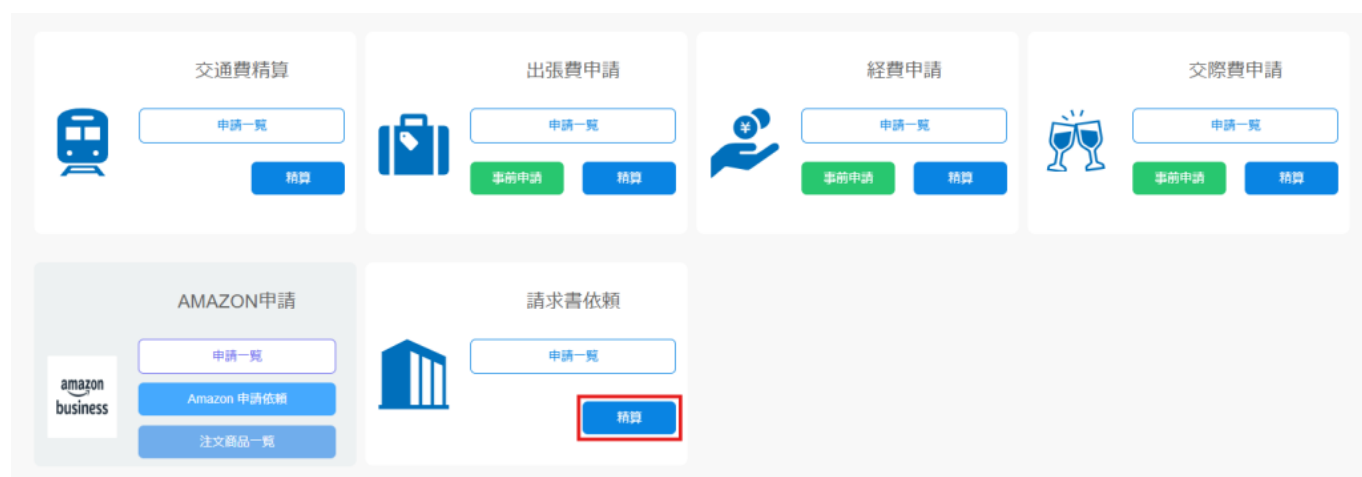 交通費精算
申請一覧
精算
出張費申請
申請一覧
事前申請
精算
経費申請
¥
申請一覧
事前申請
精算
交際費申請
申請一覧
事前申請
精算
AMAZON申請
amazon
business
申請一覧
Amazon 申請依頼
注文商品一覧
請求書依頼
申請一覧
精算